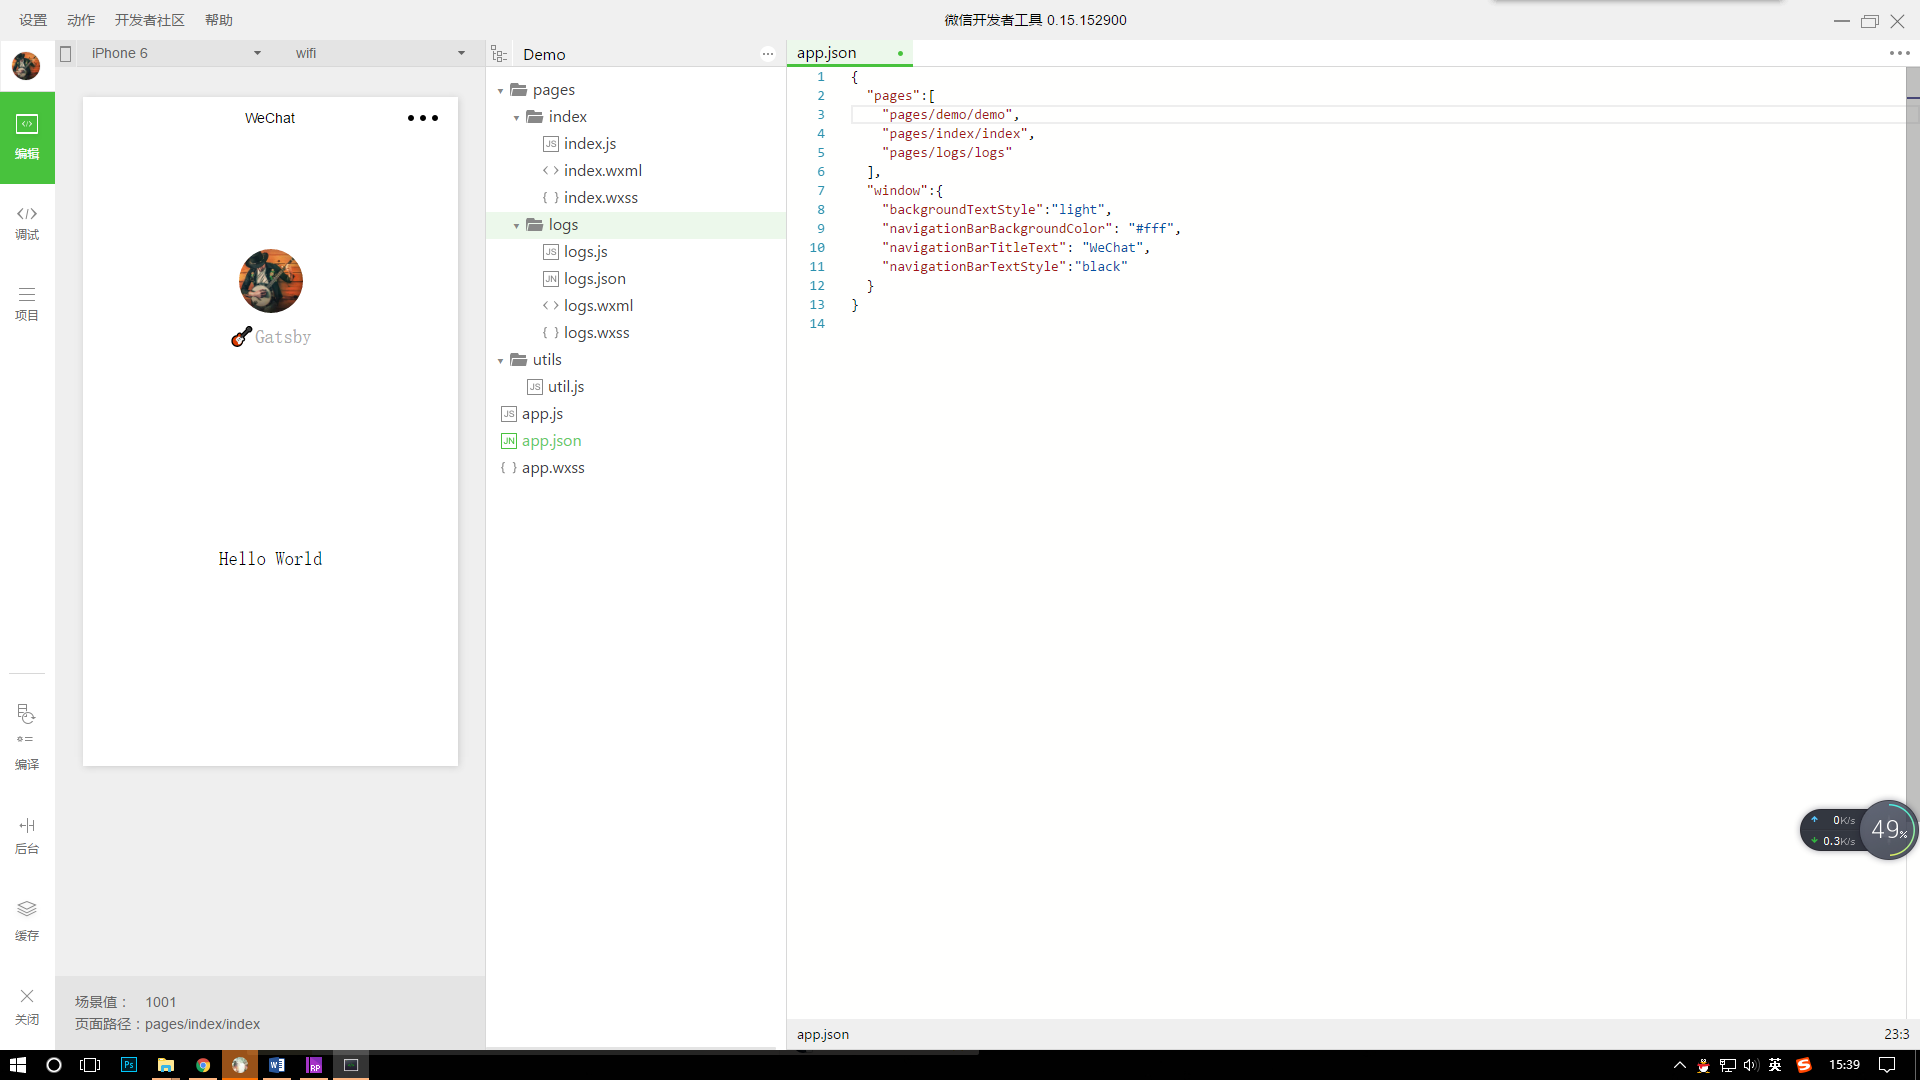 设置 动作 开发者社区 帮助
微信开发者工具 0.15.152900
iPhone 6 wifi
编辑
调试
项目
编译
后台
缓存
关闭
WeChat
Gatsby
Hello World
场景值： 1001
页面路径：pages/index/index
Demo
pages
index
JS index.js
<> index.wxml
{ } index.wxss
logs
JS logs.js
JN logs.json
<> logs.wxml
{ } logs.wxss
utils
JS util.js
JS app.js
JN app.json
{ } app.wxss
app.json
1 {
2 "pages":[
3 "pages/demo/demo",
4 "pages/index/index",
5 "pages/logs/logs"
6 ],
7 "window":{
8 "backgroundTextStyle":"light",
9 "navigationBarBackgroundColor": "#fff",
10 "navigationBarTitleText": "WeChat",
11 "navigationBarTextStyle":"black"
12 }
13 }
14
0K/s
0.3K/s
49%
app.json 23:3
Ps
W
RP
英
S
15:39